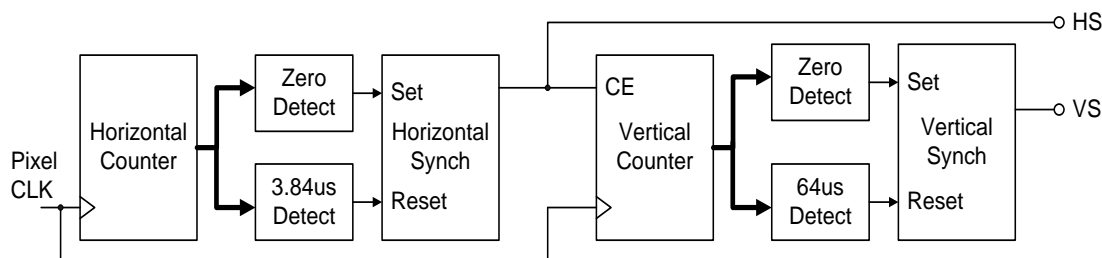 Pixel
CLK
Horizontal
Counter
Zero
Detect
3.84us
Detect
Set
Horizontal
Synch
Reset
CE
Vertical
Counter
Zero
Detect
64us
Detect
Set
Vertical
Synch
Reset
HS
VS